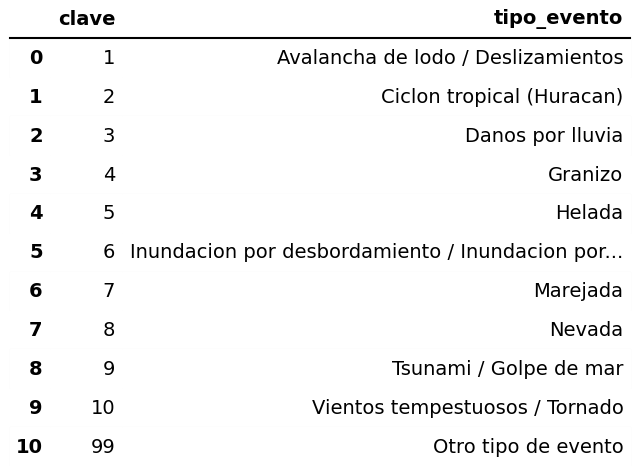 clave tipo_evento
0 1 Avalancha de lodo / Deslizamientos
1 2 Ciclon tropical (Huracan)
2 3 Danos por lluvia
3 4 Granizo
4 5 Helada
5 6 Inundacion por desbordamiento / Inundacion por...
6 7 Marejada
7 8 Nevada
8 9 Tsunami / Golpe de mar
9 10 Vientos tempestuosos / Tornado
10 99 Otro tipo de evento